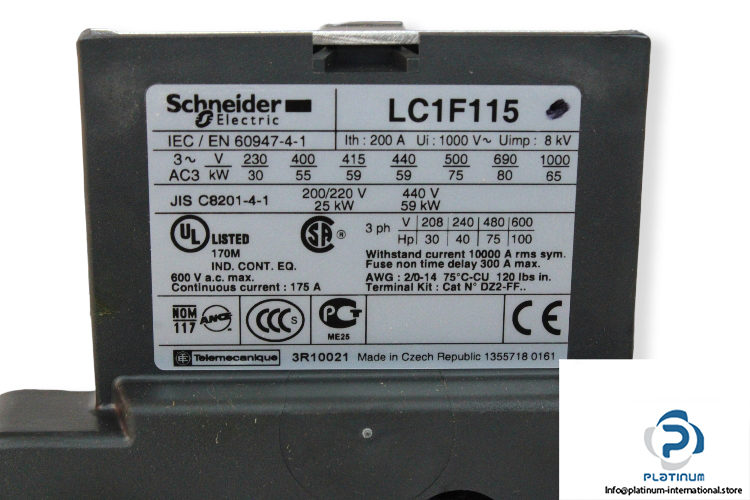 Schneider Electric
LC1F115
IEC / EN 60947-4-1
Ith : 200 A Ui : 1000 V~ Uimp : 8 kV
3~ V 230 400 415 440 500 690 1000
AC3 kW 30 55 59 59 75 80 65
JIS C8201-4-1
200/220 V 440 V
25 kW 59 kW
UL LISTED
170M
IND. CONT. EQ.
600 V a.c. max.
Continuous current : 175 A
SA ®
3 ph V 208 240 480 600
Hp 30 40 75 100
Withstand current 10000 A rms sym.
Fuse non time delay 300 A max.
AWG : 2/0-14 75°C-CU 120 lbs in.
Terminal Kit : Cat N° DZ2-FF..
NOM
117
ANCE
CCC S
PCT
ME25
CE
Telemecanique
3R10021 Made in Czech Republic 1355718 0161
PLATINUM
INTERNATIONAL
Info@platinum-international.store